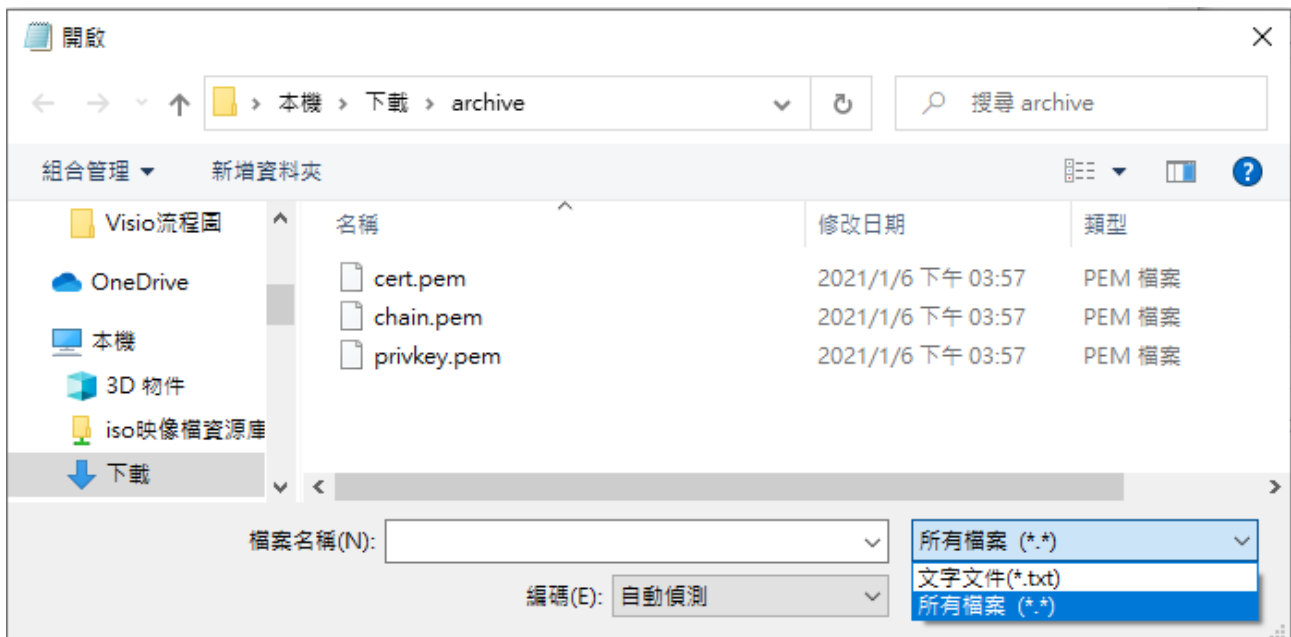 開啟
本機 › 下載 › archive
搜尋 archive
組合管理
新增資料夾
Visio流程圖
OneDrive
本機
3D 物件
iso映像檔資源庫
下載
名稱 修改日期 類型
cert.pem 2021/1/6 下午 03:57 PEM 檔案
chain.pem 2021/1/6 下午 03:57 PEM 檔案
privkey.pem 2021/1/6 下午 03:57 PEM 檔案
檔案名稱(N):
所有檔案 (*.*)
編碼(E): 自動偵測
文字文件(*.txt)
所有檔案 (*.*)